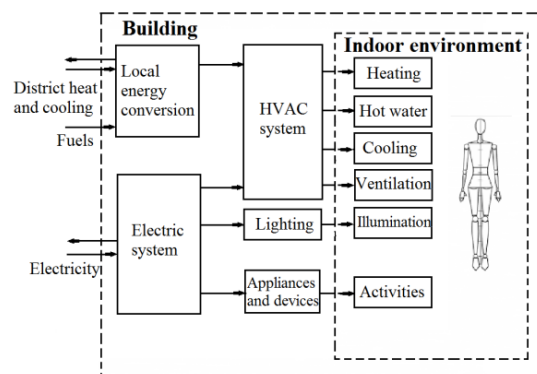 Building
Indoor environment
District heat
and cooling
Fuels
Local
energy
conversion
HVAC
system
Heating
Hot water
Cooling
Ventilation
Electricity
Electric
system
Lighting
Illumination
Appliances
and devices
Activities